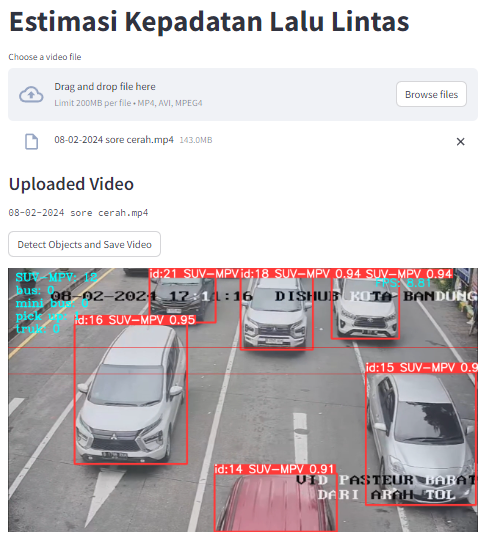 Estimasi Kepadatan Lalu Lintas
Choose a video file
Drag and drop file here
Limit 200MB per file • MP4, AVI, MPEG4
Browse files
08-02-2024 sore cerah.mp4 143.0MB
Uploaded Video
08-02-2024 sore cerah.mp4
Detect Objects and Save Video
SUV-MPV: 12
bus: 0
mini bus: 0
pick up:
truk: 0
id:21 SUV-MPV
id:18 SUV-MPV 0.94
SUV-MPV 0.94
FPS: 8.81
08-02-2024 17:11:16 DISHUB KOTA BANDUNG
id:16 SUV-MPV 0.95
id:15 SUV-MPV 0.9
id:14 SUV-MPV 0.91
VID PASTEUR BARAT
DARI ARAH TOL